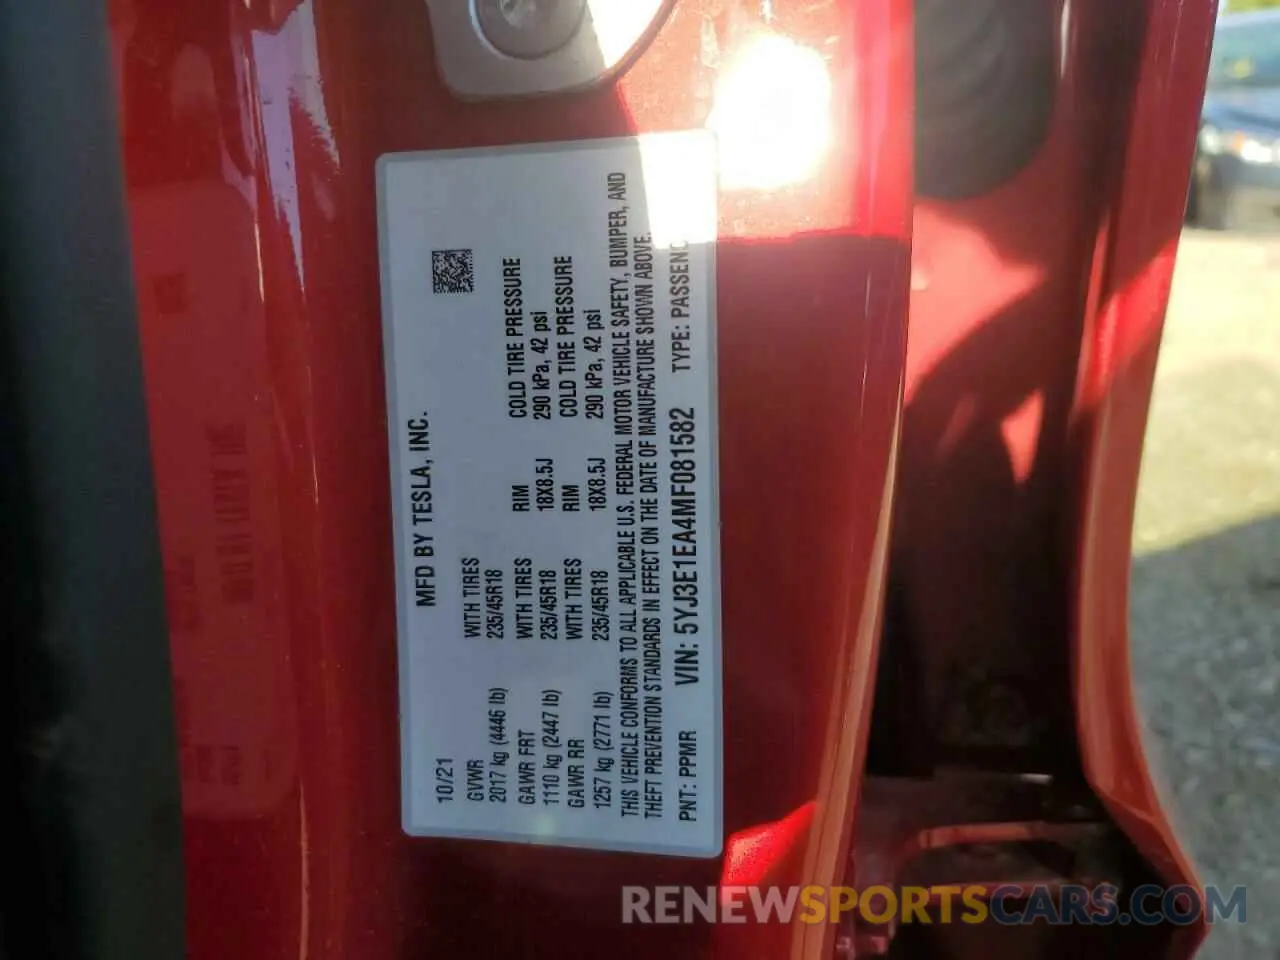 MFD BY TESLA, INC.
10/21
GVWR WITH TIRES
2017 kg (4446 lb) 235/45R18
GAWR FRT WITH TIRES RIM COLD TIRE PRESSURE
1110 kg (2447 lb) 235/45R18 18X8.5J 290 kPa, 42 psi
GAWR RR WITH TIRES RIM COLD TIRE PRESSURE
1257 kg (2771 lb) 235/45R18 18X8.5J 290 kPa, 42 psi
THIS VEHICLE CONFORMS TO ALL APPLICABLE U.S. FEDERAL MOTOR VEHICLE SAFETY, BUMPER, AND
THEFT PREVENTION STANDARDS IN EFFECT ON THE DATE OF MANUFACTURE SHOWN ABOVE.
PNT: PPMR VIN: 5YJ3E1EA4MF081582 TYPE:
RENEWSPORTSCARS.COM